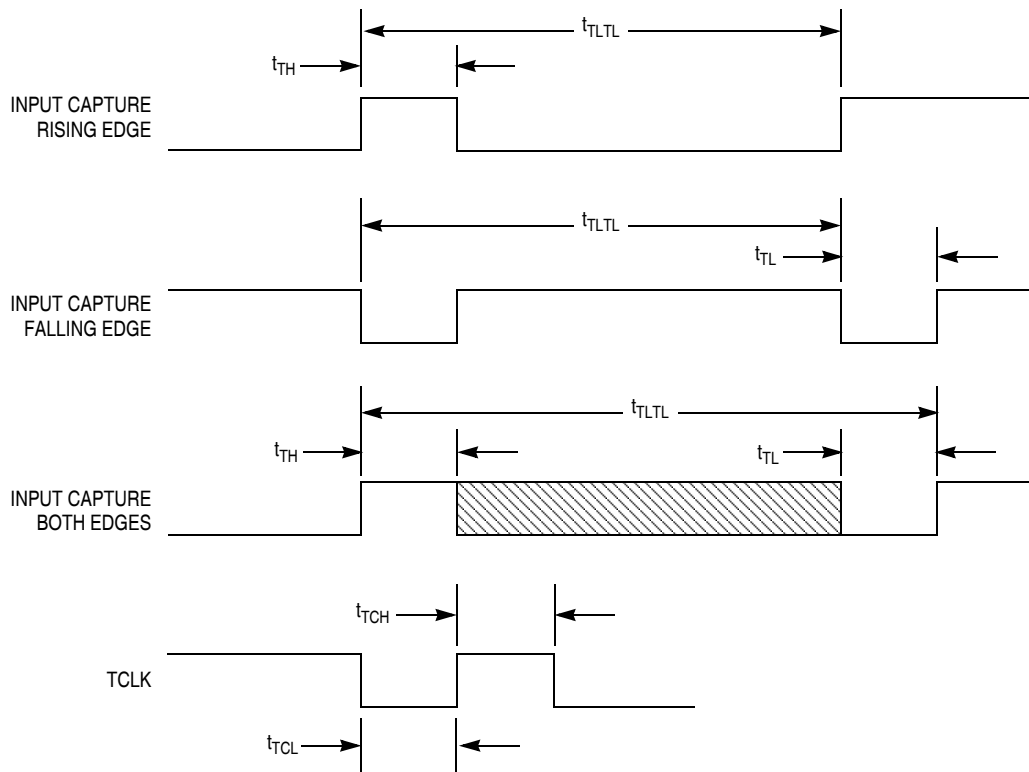 tTLTL
tTH
INPUT CAPTURE
RISING EDGE
tTLTL
tTL
INPUT CAPTURE
FALLING EDGE
tTLTL
tTH
tTL
INPUT CAPTURE
BOTH EDGES
tTCH
TCLK
tTCL